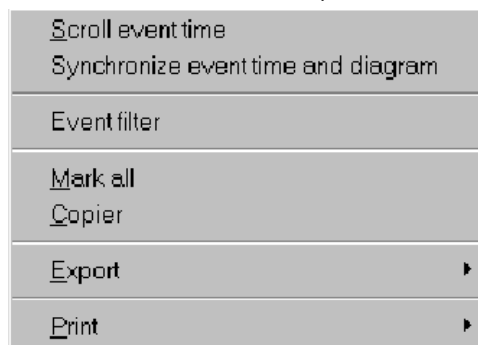 Scroll event time
Synchronize event time and diagram
Event filter
Mark all
Copier
Export
Print